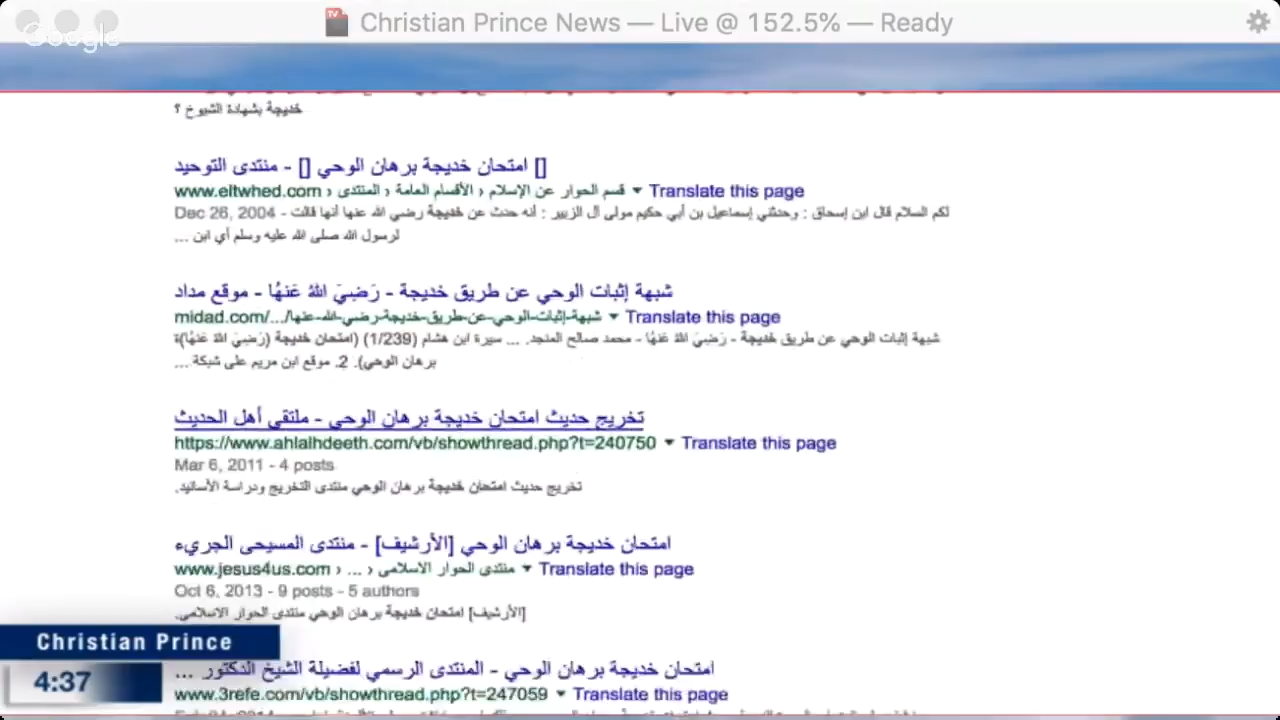 Christian Prince News — Live @ 152.5% — Ready
Google
خديجة بشهادة الشيوخ ؟
[] امتحان خديجة برهان الوحي [] - منتدى التوحيد
www.eltwhed.com › قسم الحوار عن الإسلام › الأقسام العامة › المنتدى ▾ Translate this page
Dec 26, 2004 - لكم السلام قال ابن إسحاق : وحدثني إسماعيل بن أبي حكيم مولى آل الزبير : أنه حدث عن خديجة رضي الله عنها أنها قالت
لرسول الله صلى الله عليه وسلم أي ابن ...
شبهة إثبات الوحي عن طريق خديجة - رَضِيَ اللهُ عَنهُا - موقع مداد
midad.com/.../شبهة-إثبات-الوحي-عن-طريق-خديجة-رضي-الله-عنها ▾ Translate this page
شبهة إثبات الوحي عن طريق خديجة - رَضِيَ اللهُ عَنهُا - محمد صالح المنجد. ... سيرة ابن هشام (1/239) (امتحان خديجة (رَضِيَ اللهُ عَنهُا)ة
برهان الوحي). 2. موقع ابن مريم على شبكة ...
تخريج حديث امتحان خديجة برهان الوحي - ملتقى أهل الحديث
https://www.ahlalhdeeth.com/vb/showthread.php?t=240750 ▾ Translate this page
Mar 6, 2011 - 4 posts
تخريج حديث امتحان خديجة برهان الوحي منتدى التخريج ودراسة الأسانيد.
امتحان خديجة برهان الوحي [الأرشيف] - منتدى المسيحى الجريء
www.jesus4us.com › ... › منتدى الحوار الاسلامى ▾ Translate this page
Oct 6, 2013 - 9 posts - 5 authors
[الأرشيف] امتحان خديجة برهان الوحي منتدى الحوار الاسلامي.
Christian Prince
امتحان خديجة برهان الوحي - المنتدى الرسمي لفضيلة الشيخ الدكتور ...
4:37
www.3refe.com/vb/showthread.php?t=247059 ▾ Translate this page